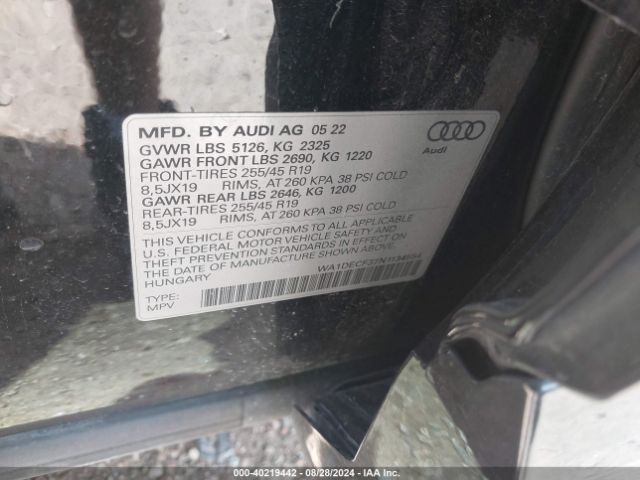 MFD. BY AUDI AG 05 22
GVWR LBS 5126, KG 2325
GAWR FRONT LBS 2690, KG 1220
FRONT-TIRES 255/45 R19
8,5JX19 RIMS, AT 260 KPA 38 PSI COLD
GAWR REAR LBS 2646, KG 1200
REAR-TIRES 255/45 R19
8,5JX19 RIMS, AT 260 KPA 38 PSI COLD
THIS VEHICLE CONFORMS TO ALL APPLICABLE
U.S. FEDERAL MOTOR VEHICLE SAFETY AND
THEFT PREVENTION STANDARDS IN EFFECT ON
THE DATE OF MANUFACTURE SHOWN ABOVE.
HUNGARY
TYPE:
MPV
Audi
000-40219442 - 08/28/2024 - IAA Inc.